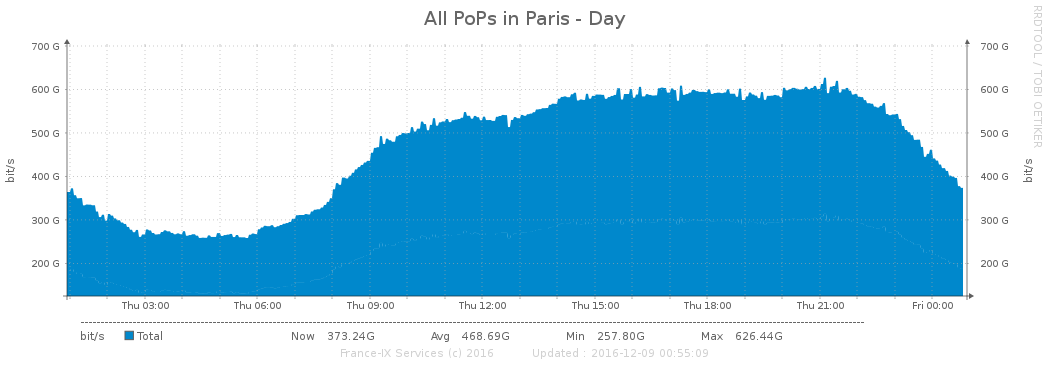 All PoPs in Paris - Day
RRDTOOL / TOBI OETIKER
bit/s
bit/s
700 G 700 G
600 G 600 G
500 G 500 G
400 G 400 G
300 G 300 G
200 G 200 G
Thu 03:00 Thu 06:00 Thu 09:00 Thu 12:00 Thu 15:00 Thu 18:00 Thu 21:00 Fri 00:00
bit/s Total Now 373.24G Avg 468.69G Min 257.80G Max 626.44G
France-IX Services (c) 2016 Updated : 2016-12-09 00:55:09